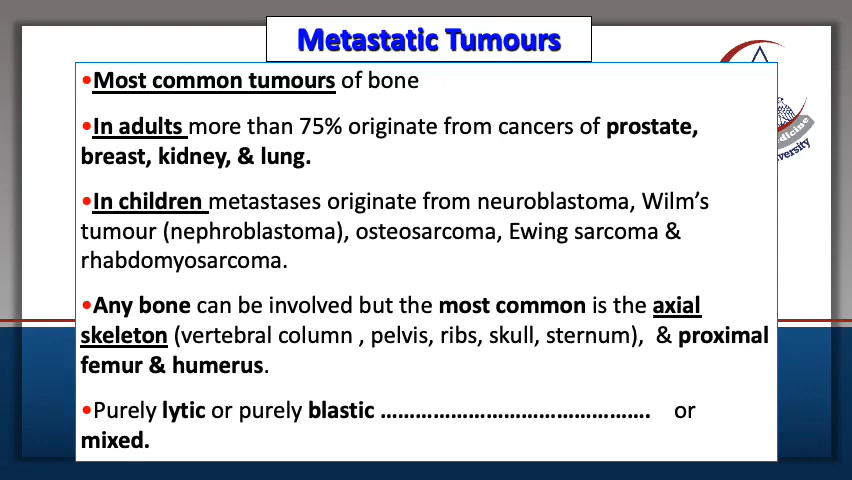 Metastatic Tumours
•Most common tumours of bone
•In adults more than 75% originate from cancers of prostate,
breast, kidney, & lung.
•In children metastases originate from neuroblastoma, Wilm’s
tumour (nephroblastoma), osteosarcoma, Ewing sarcoma &
rhabdomyosarcoma.
•Any bone can be involved but the most common is the axial
skeleton (vertebral column , pelvis, ribs, skull, sternum), & proximal
femur & humerus.
•Purely lytic or purely blastic ………………………………………. or
mixed.